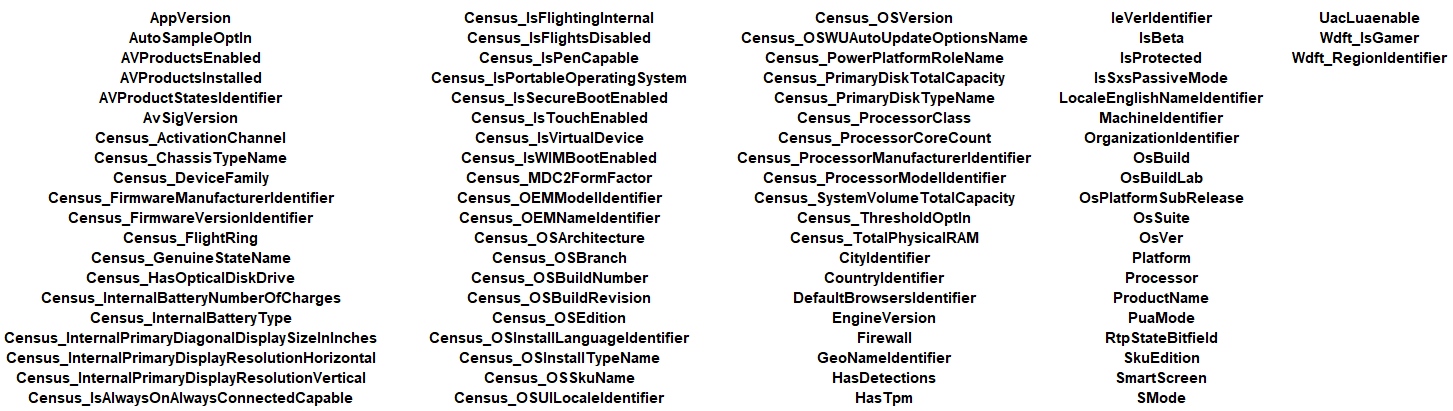 AppVersion
AutoSampleOptIn
AVProductsEnabled
AVProductsInstalled
AVProductStatesIdentifier
AvSigVersion
Census_ActivationChannel
Census_ChassisTypeName
Census_DeviceFamily
Census_FirmwareManufacturerIdentifier
Census_FirmwareVersionIdentifier
Census_FlightRing
Census_GenuineStateName
Census_HasOpticalDiskDrive
Census_InternalBatteryNumberOfCharges
Census_InternalBatteryType
Census_InternalPrimaryDiagonalDisplaySizeInInches
Census_InternalPrimaryDisplayResolutionHorizontal
Census_InternalPrimaryDisplayResolutionVertical
Census_IsAlwaysOnAlwaysConnectedCapable
Census_IsFlightingInternal
Census_IsFlightsDisabled
Census_IsPenCapable
Census_IsPortableOperatingSystem
Census_IsSecureBootEnabled
Census_IsTouchEnabled
Census_IsVirtualDevice
Census_IsWIMBootEnabled
Census_MDC2FormFactor
Census_OEMModelIdentifier
Census_OEMNameIdentifier
Census_OSArchitecture
Census_OSBranch
Census_OSBuildNumber
Census_OSBuildRevision
Census_OSEdition
Census_OSInstallLanguageIdentifier
Census_OSInstallTypeName
Census_OSSkuName
Census_OSUILocaleIdentifier
Census_OSVersion
Census_OSWUAutoUpdateOptionsName
Census_PowerPlatformRoleName
Census_PrimaryDiskTotalCapacity
Census_PrimaryDiskTypeName
Census_ProcessorClass
Census_ProcessorCoreCount
Census_ProcessorManufacturerIdentifier
Census_ProcessorModelIdentifier
Census_SystemVolumeTotalCapacity
Census_ThresholdOptIn
Census_TotalPhysicalRAM
CityIdentifier
CountryIdentifier
DefaultBrowsersIdentifier
EngineVersion
Firewall
GeoNameIdentifier
HasDetections
HasTpm
IeVerIdentifier
IsBeta
IsProtected
IsSxsPassiveMode
LocaleEnglishNameIdentifier
MachineIdentifier
OrganizationIdentifier
OsBuild
OsBuildLab
OsPlatformSubRelease
OsSuite
OsVer
Platform
Processor
ProductName
PuaMode
RtpStateBitfield
SkuEdition
SmartScreen
SMode
UacLuaenable
Wdft_IsGamer
Wdft_RegionIdentifier